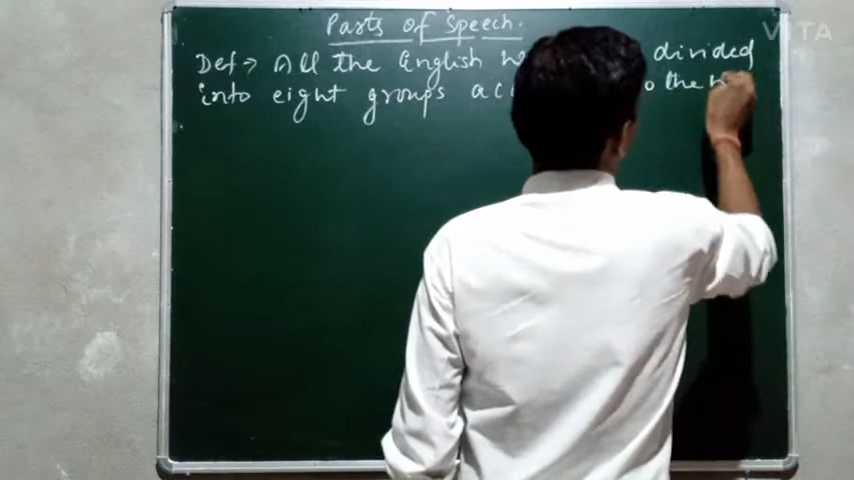 VITA
Parts of Speech.
Def → All the English divided
into eight groups the